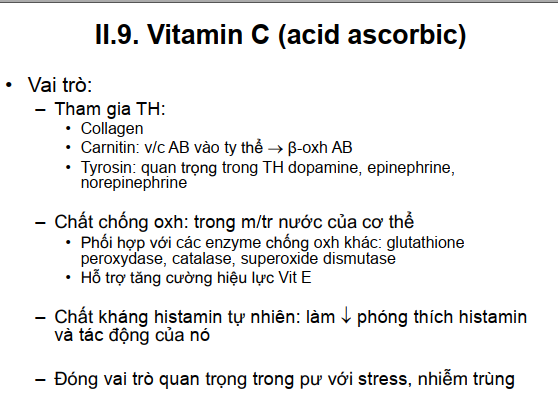 II.9. Vitamin C (acid ascorbic)
• Vai trò:
– Tham gia TH:
• Collagen
• Carnitin: v/c AB vào ty thể → β-oxh AB
• Tyrosin: quan trọng trong TH dopamine, epinephrine,
norepinephrine
– Chất chống oxh: trong m/tr nước của cơ thể
• Phối hợp với các enzyme chống oxh khác: glutathione
peroxydase, catalase, superoxide dismutase
• Hỗ trợ tăng cường hiệu lực Vit E
– Chất kháng histamin tự nhiên: làm ↓ phóng thích histamin
và tác động của nó
– Đóng vai trò quan trọng trong pư với stress, nhiễm trùng